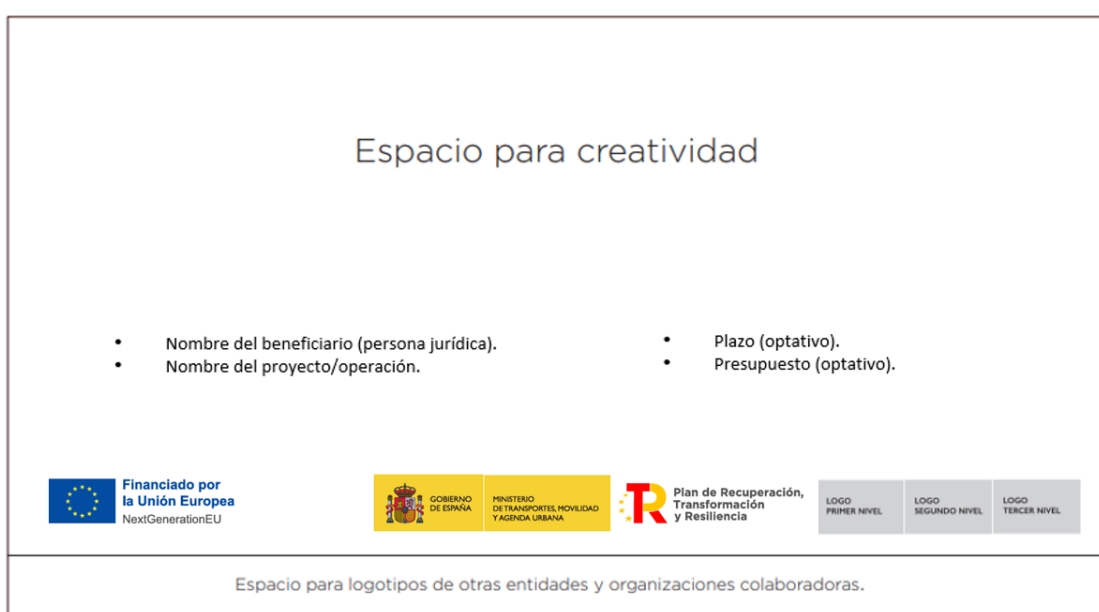 Espacio para creatividad
• Nombre del beneficiario (persona jurídica).
• Nombre del proyecto/operación.
• Plazo (optativo).
• Presupuesto (optativo).
Financiado por
la Unión Europea
NextGenerationEU
GOBIERNO
DE ESPAÑA
MINISTERIO
DE TRANSPORTES, MOVILIDAD
Y AGENDA URBANA
Plan de Recuperación,
Transformación
y Resiliencia
LOGO
PRIMER NIVEL
LOGO
SEGUNDO NIVEL
LOGO
TERCER NIVEL
Espacio para logotipos de otras entidades y organizaciones colaboradoras.